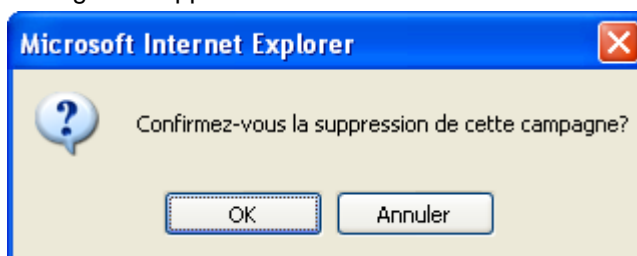 Microsoft Internet Explorer
Confirmez-vous la suppression de cette campagne?
OK
Annuler